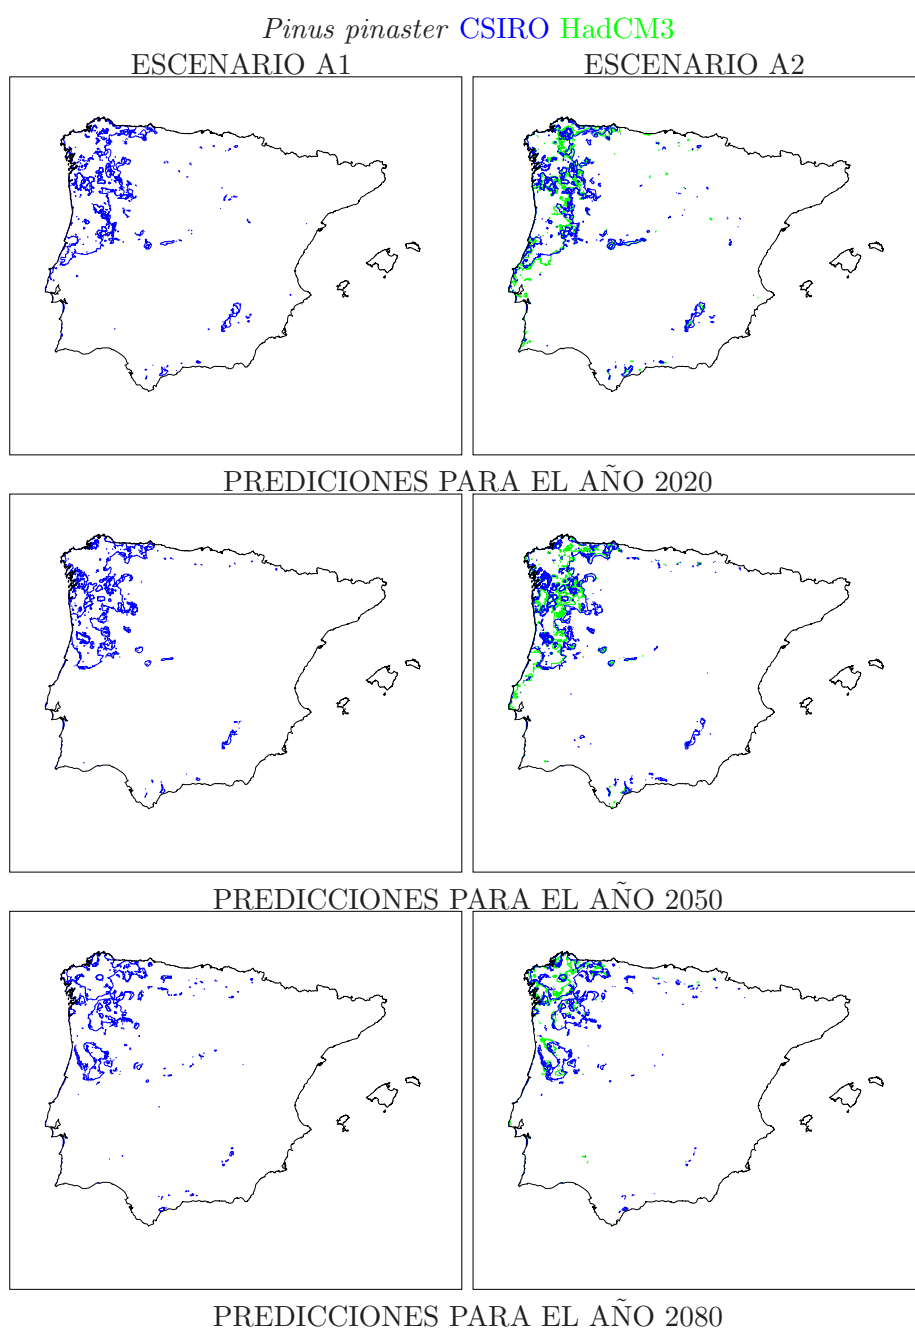 Pinus pinaster CSIRO HadCM3
ESCENARIO A1 ESCENARIO A2
PREDICIONES PARA EL AÑO 2020
PREDICCIONES PARA EL AÑO 2050
PREDICCIONES PARA EL AÑO 2080